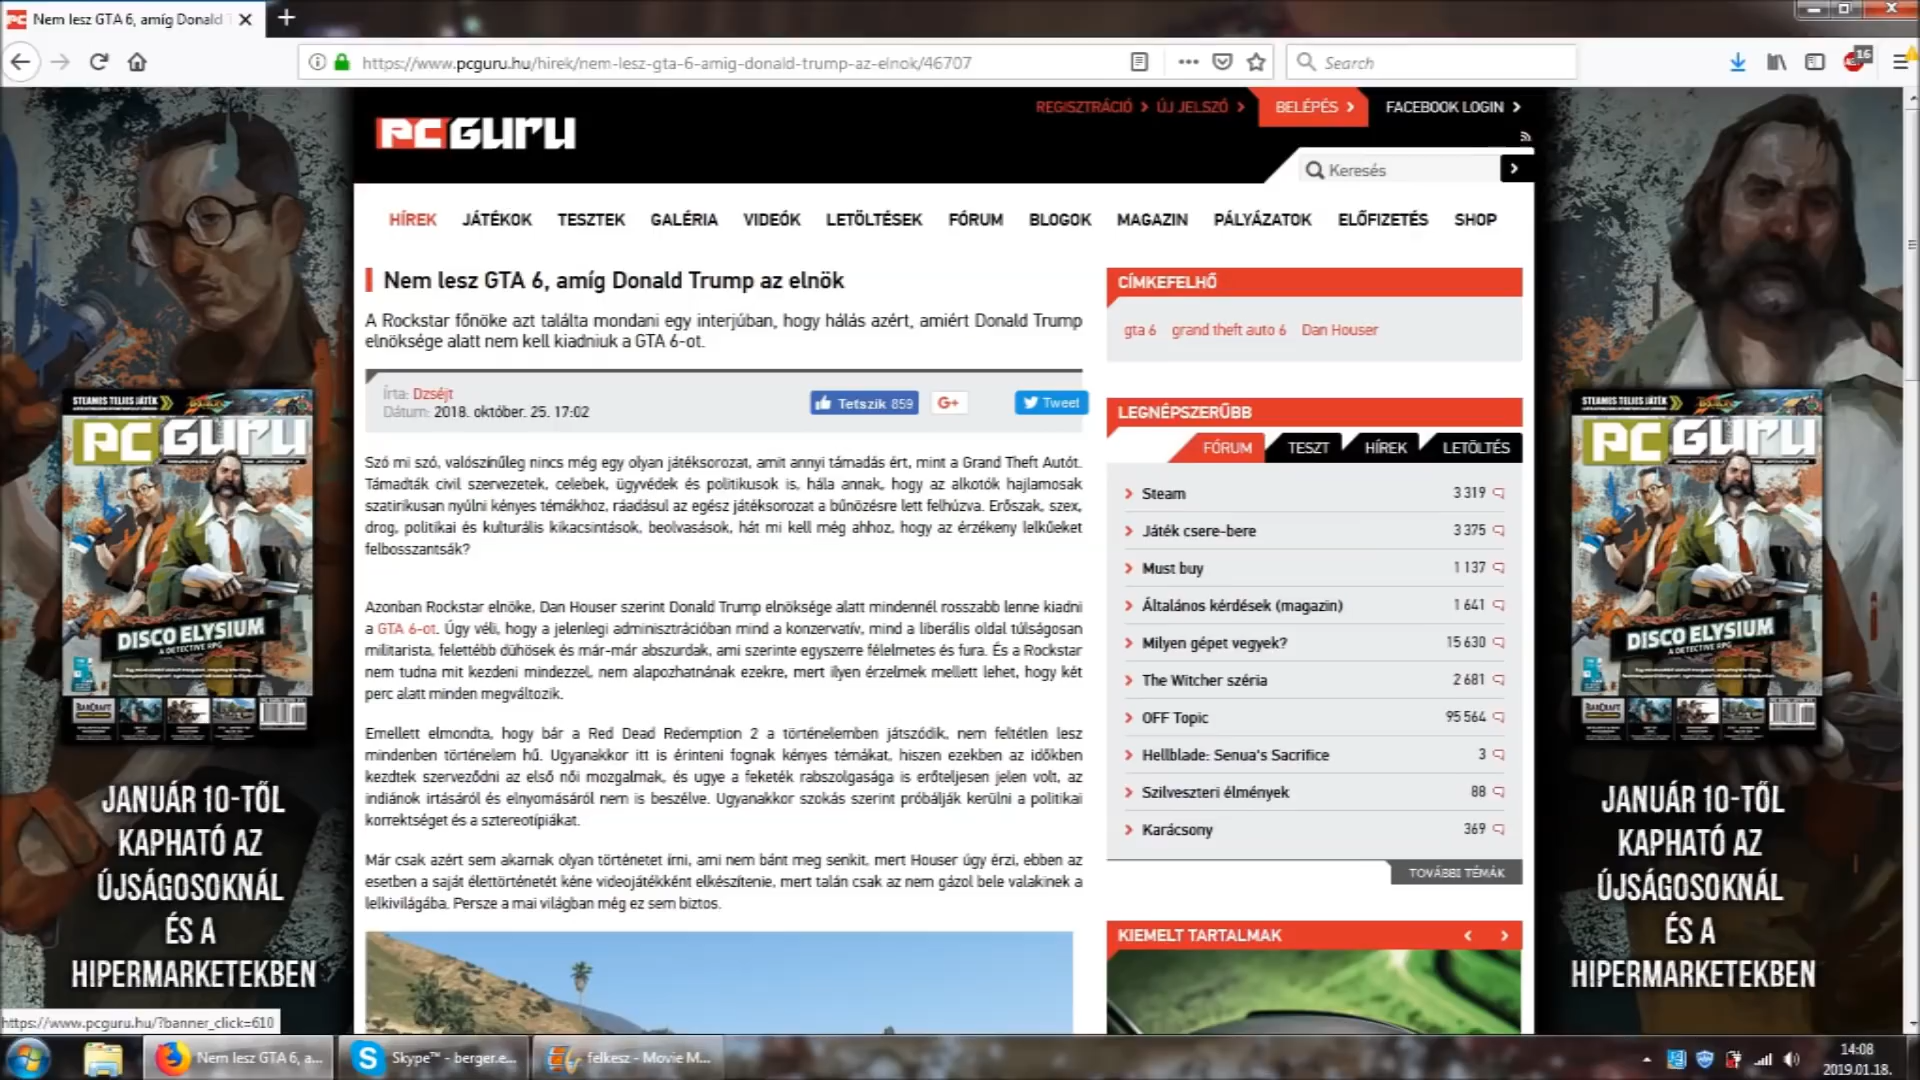 Nem lesz GTA 6, amíg Donald T
https://www.pcguru.hu/hirek/nem-lesz-gta-6-amig-donald-trump-az-elnok/46707
Search
16
REGISZTRÁCIÓ
ÚJ JELSZÓ
BELÉPÉS
FACEBOOK LOGIN
PC GURU
Keresés
HÍREK JÁTÉKOK TESZTEK GALÉRIA VIDEÓK LETÖLTÉSEK FÓRUM BLOGOK MAGAZIN PÁLYÁZATOK ELŐFIZETÉS SHOP
Nem lesz GTA 6, amíg Donald Trump az elnök
A Rockstar főnöke azt találta mondani egy interjúban, hogy hálás azért, amiért Donald Trump
elnöksége alatt nem kell kiadniuk a GTA 6-ot.
Írta: Dzséjt
Dátum: 2018. október. 25. 17:02
Tetszik 859
G+
Tweet
Szó mi szó, valószínűleg nincs még egy olyan játéksorozat, amit annyi támadás ért, mint a Grand Theft Autót.
Támadták civil szervezetek, celebek, ügyvédek és politikusok is, hála annak, hogy az alkotók hajlamosak
szatirikusan nyúlni kényes témákhoz, ráadásul az egész játéksorozat a bűnözésre lett felhúzva. Erőszak, szex,
drog, politikai és kulturális kikacsintások, beolvasások, hát mi kell még ahhoz, hogy az érzékeny lelkűeket
felbosszantsák?
Azonban Rockstar elnöke, Dan Houser szerint Donald Trump elnöksége alatt mindennél rosszabb lenne kiadni
a GTA 6-ot. Úgy véli, hogy a jelenlegi adminisztrációban mind a konzervatív, mind a liberális oldal túlságosan
militarista, felettébb dühösek és már-már abszurdak, ami szerinte egyszerre félelmetes és fura. És a Rockstar
nem tudna mit kezdeni mindezzel, nem alapozhatnának ezekre, mert ilyen érzelmek mellett lehet, hogy két
perc alatt minden megváltozik.
Emellett elmondta, hogy bár a Red Dead Redemption 2 a történelemben játszódik, nem feltétlen lesz
mindenben történelem hű. Ugyanakkor itt is érinteni fognak kényes témákat, hiszen ezekben az időkben
kezdtek szerveződni az első női mozgalmak, és ugye a feketék rabszolgasága is erőteljesen jelen volt, az
indiánok irtásáról és elnyomásáról nem is beszélve. Ugyanakkor szokás szerint próbálják kerülni a politikai
korrektséget és a sztereotípiákat.
Már csak azért sem akarnak olyan történetet írni, ami nem bánt meg senkit, mert Houser úgy érzi, ebben az
esetben a saját élettörténetét kéne videojátékként elkészítenie, mert talán csak az nem gázol bele valakinek a
lelkivilágába. Persze a mai világban még ez sem biztos.
CÍMKEFELHŐ
gta 6 grand theft auto 6 Dan Houser
LEGNÉPSZERŰBB
FÓRUM TESZT HÍREK LETÖLTÉS
Steam 3 319
Játék csere-bere 3 375
Must buy 1 137
Általános kérdések (magazin) 1 641
Milyen gépet vegyek? 15 630
The Witcher széria 2 681
OFF Topic 95 564
Hellblade: Senua's Sacrifice 3
Szilveszteri élmények 88
Karácsony 369
TOVÁBBI TÉMÁK
KIEMELT TARTALMAK
STEAMES TELJES JÁTÉK
PC GURU
DISCO ELYSIUM
A DETECTIVE RPG
BARCRAFT
JANUÁR 10-TŐL
KAPHATÓ AZ
ÚJSÁGOSOKNÁL
ÉS A
HIPERMARKETEKBEN
STEAMES TELJES JÁTÉK
PC GURU
DISCO ELYSIUM
A DETECTIVE RPG
BARCRAFT
JANUÁR 10-TŐL
KAPHATÓ AZ
ÚJSÁGOSOKNÁL
ÉS A
HIPERMARKETEKBEN
https://www.pcguru.hu/?banner_click=610
Nem lesz GTA 6, a...
Skype™ - berger.e...
felkesz - Movie M...
14:08
2019.01.18.